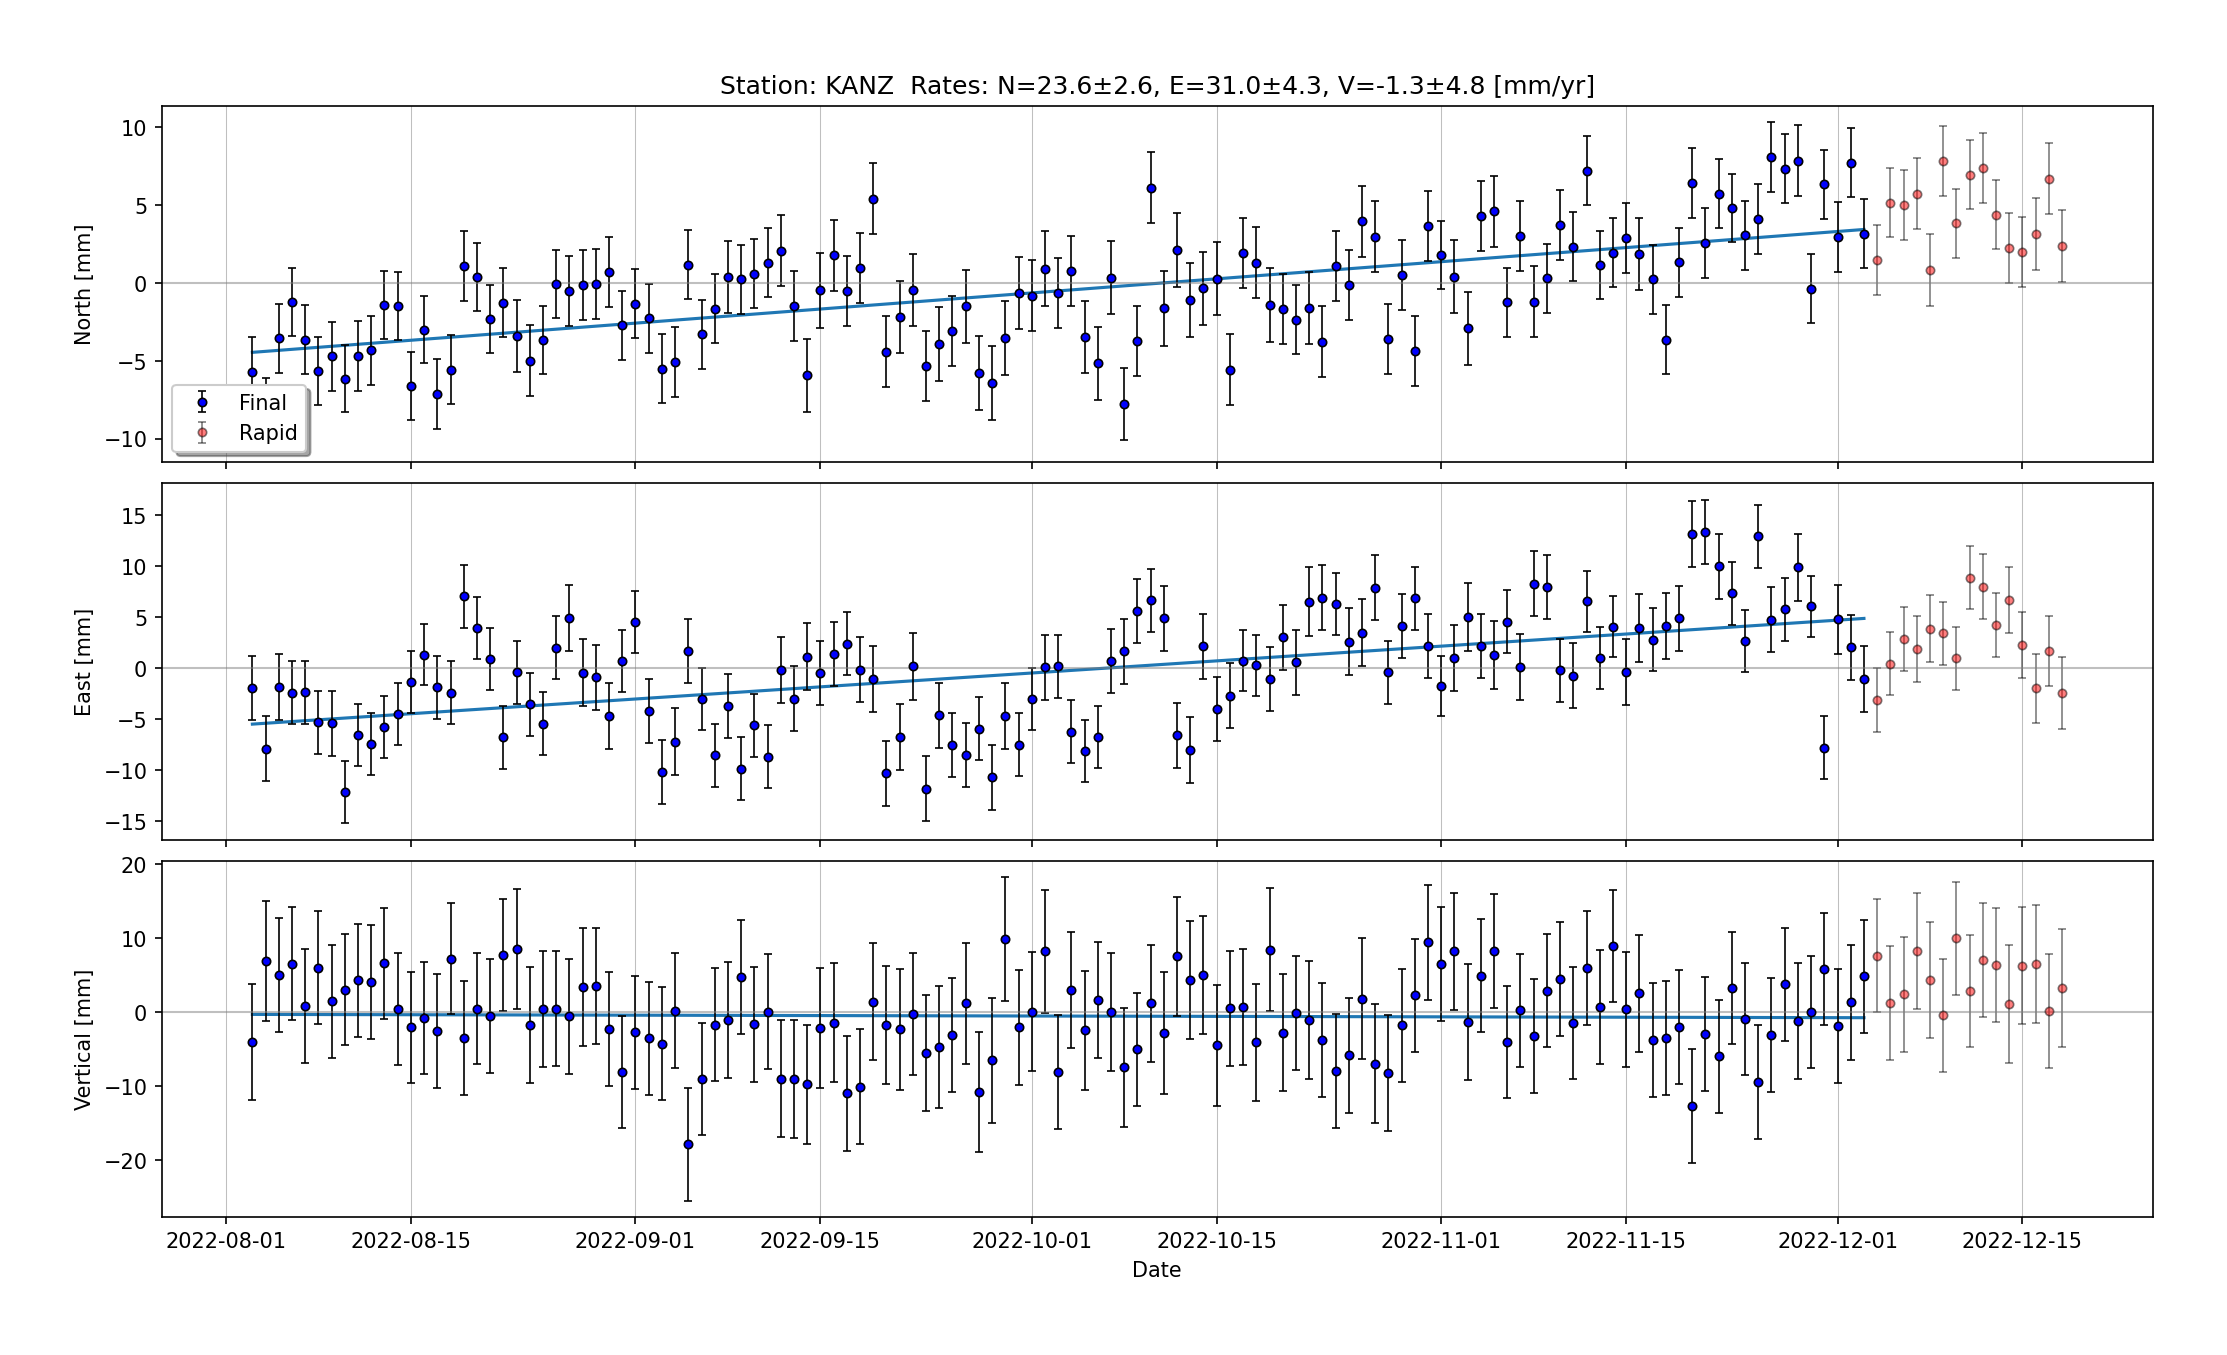 Station: KANZ  Rates: N=23.6±2.6, E=31.0±4.3, V=-1.3±4.8 [mm/yr]
10
5
0
−5
−10
North [mm]
Final
Rapid
15
10
5
0
−5
−10
−15
East [mm]
20
10
0
−10
−20
Vertical [mm]
2022-08-01 2022-08-15 2022-09-01 2022-09-15 2022-10-01 2022-10-15 2022-11-01 2022-11-15 2022-12-01 2022-12-15
Date